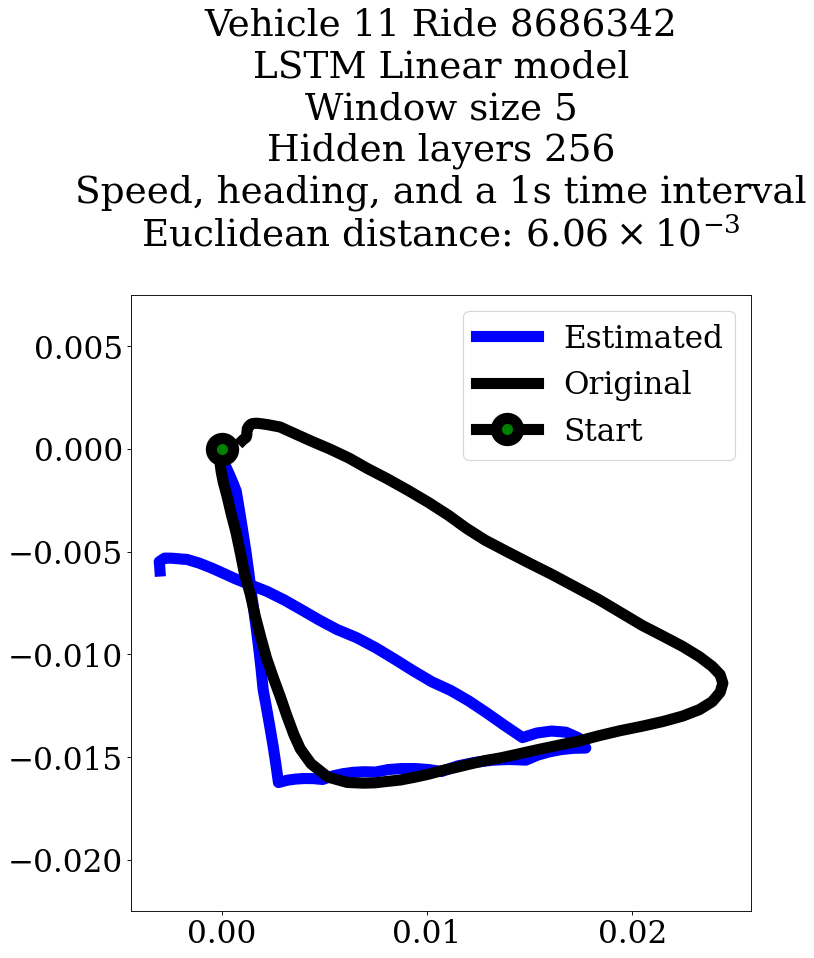 Vehicle 11 Ride 8686342
LSTM Linear model
Window size 5
Hidden layers 256
Speed, heading, and a 1s time interval
Euclidean distance: 6.06 × 10⁻³
Estimated
Original
Start
0.005
0.000
−0.005
−0.010
−0.015
−0.020
0.00
0.01
0.02